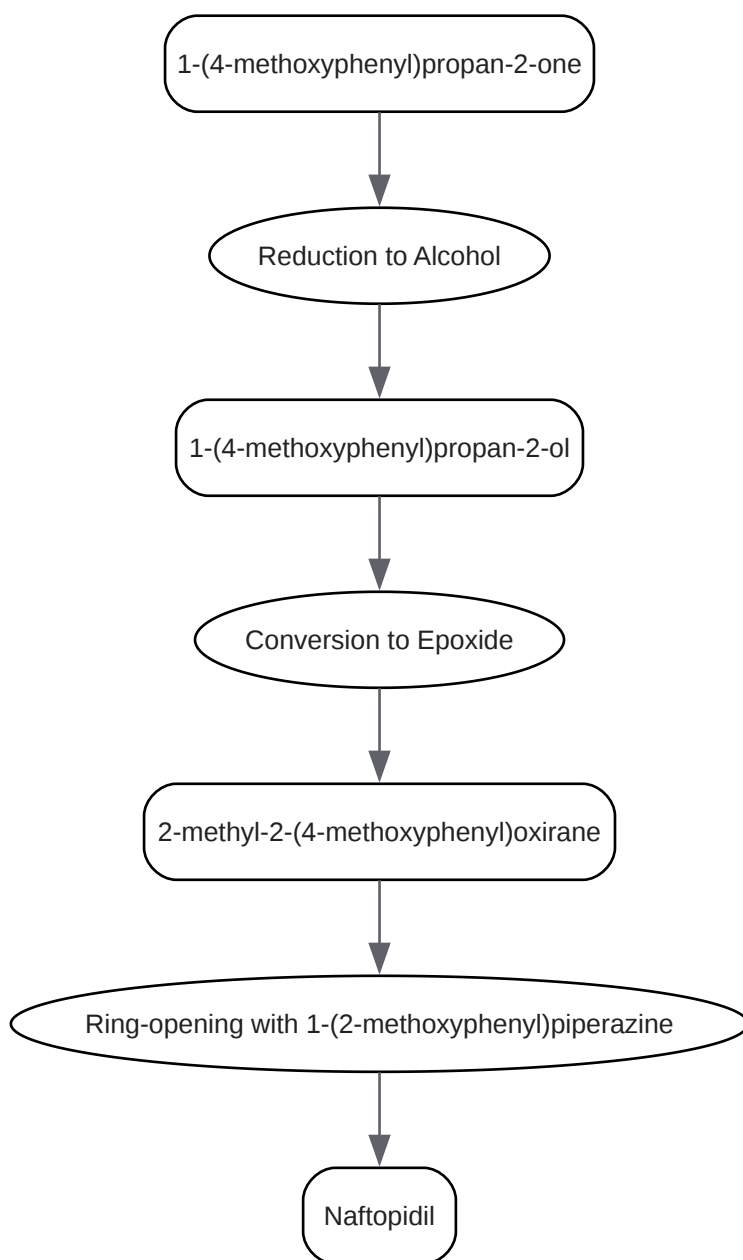 1-(4-methoxyphenyl)propan-2-one
Reduction to Alcohol
1-(4-methoxyphenyl)propan-2-ol
Conversion to Epoxide
2-methyl-2-(4-methoxyphenyl)oxirane
Ring-opening with 1-(2-methoxyphenyl)piperazine
Naftopidil